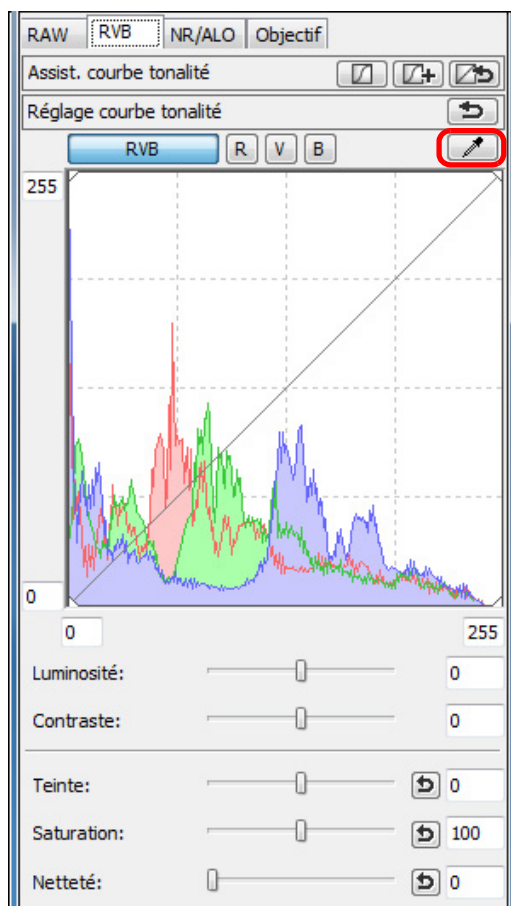 RAW RVB NR/ALO Objectif
Assist. courbe tonalité
Réglage courbe tonalité
RVB R V B
255
0
0 255
Luminosité: 0
Contraste: 0
Teinte: 0
Saturation: 100
Netteté: 0